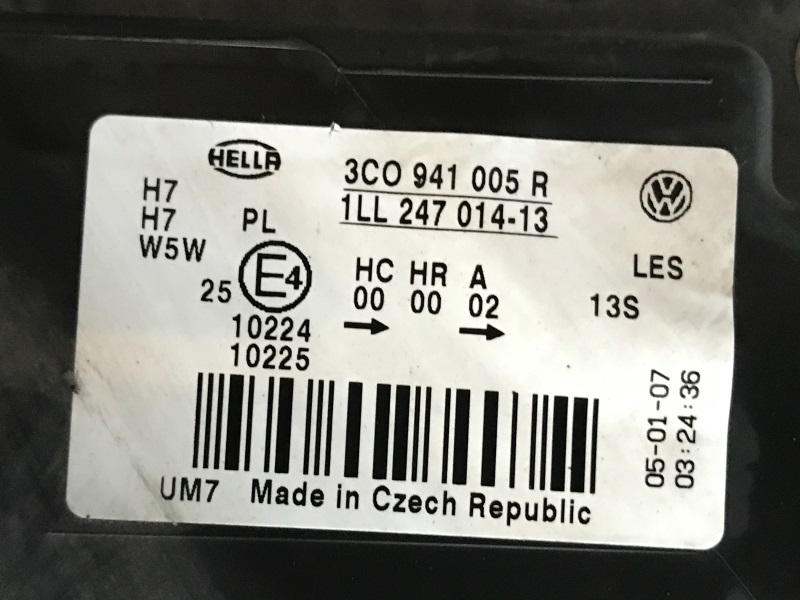 HELLA
3CO 941 005 R
1LL 247 014-13
H7
H7
W5W
PL
25 E4
10224
10225
HC HR A
00 00 02
LES
13S
05-01-07
03:24:36
UM7 Made in Czech Republic